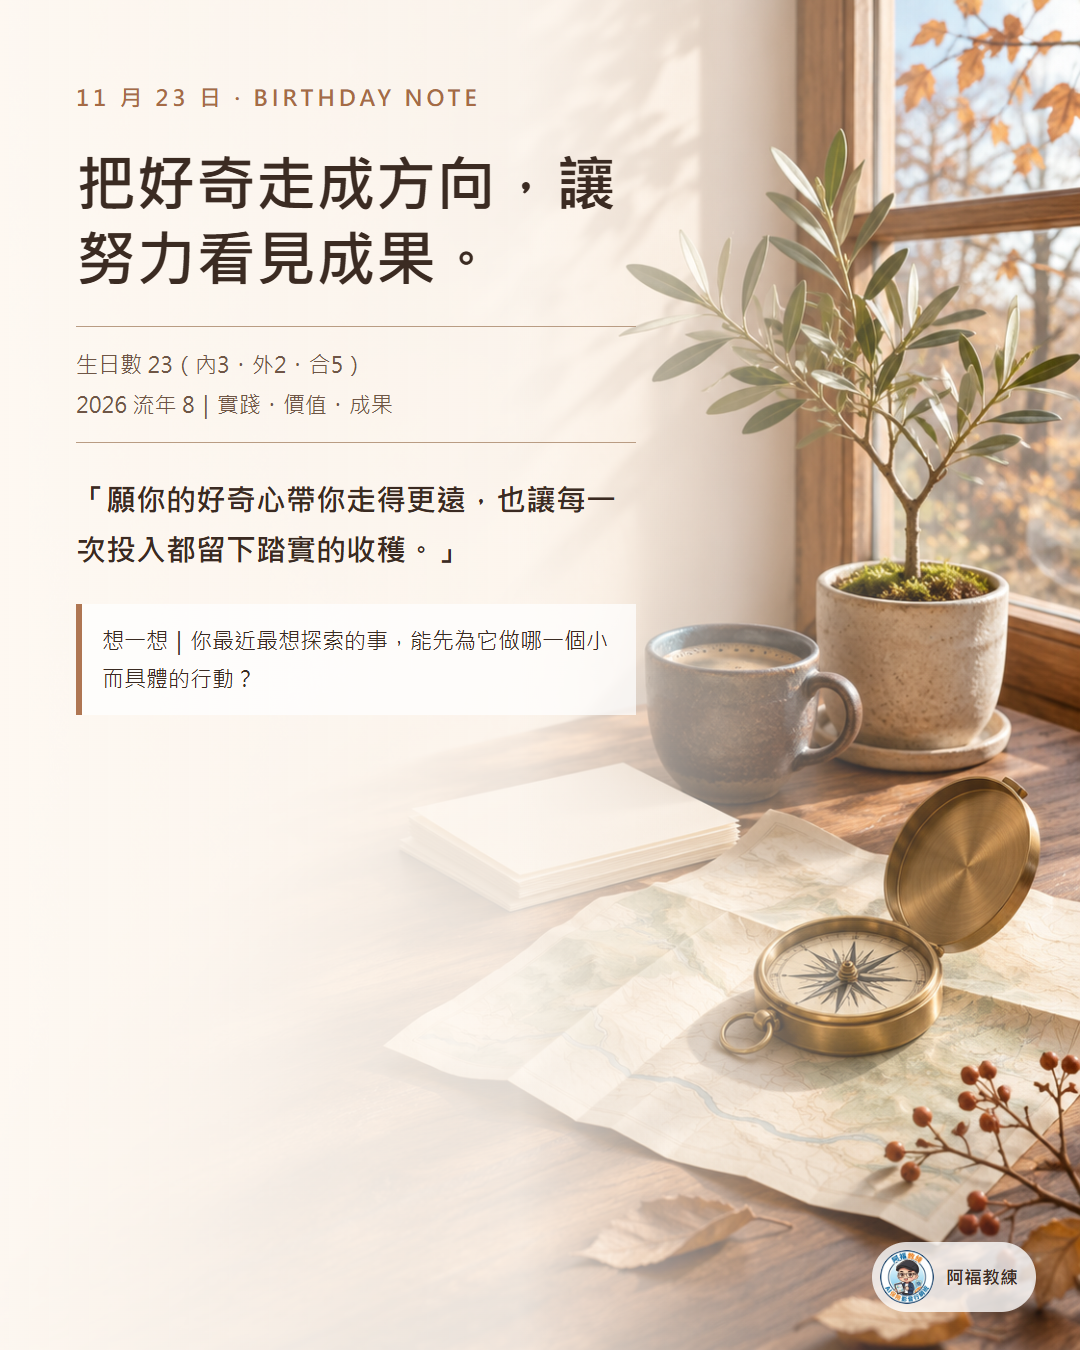 11 月 23 日 · BIRTHDAY NOTE
把好奇走成方向，讓
努力看見成果。
生日數 23（內3．外2．合5）
2026 流年 8｜實踐．價值．成果
「願你的好奇心帶你走得更遠，也讓每一
次投入都留下踏實的收穫。」
想一想｜你最近最想探索的事，能先為它做哪一個小
而具體的行動？
阿福教練